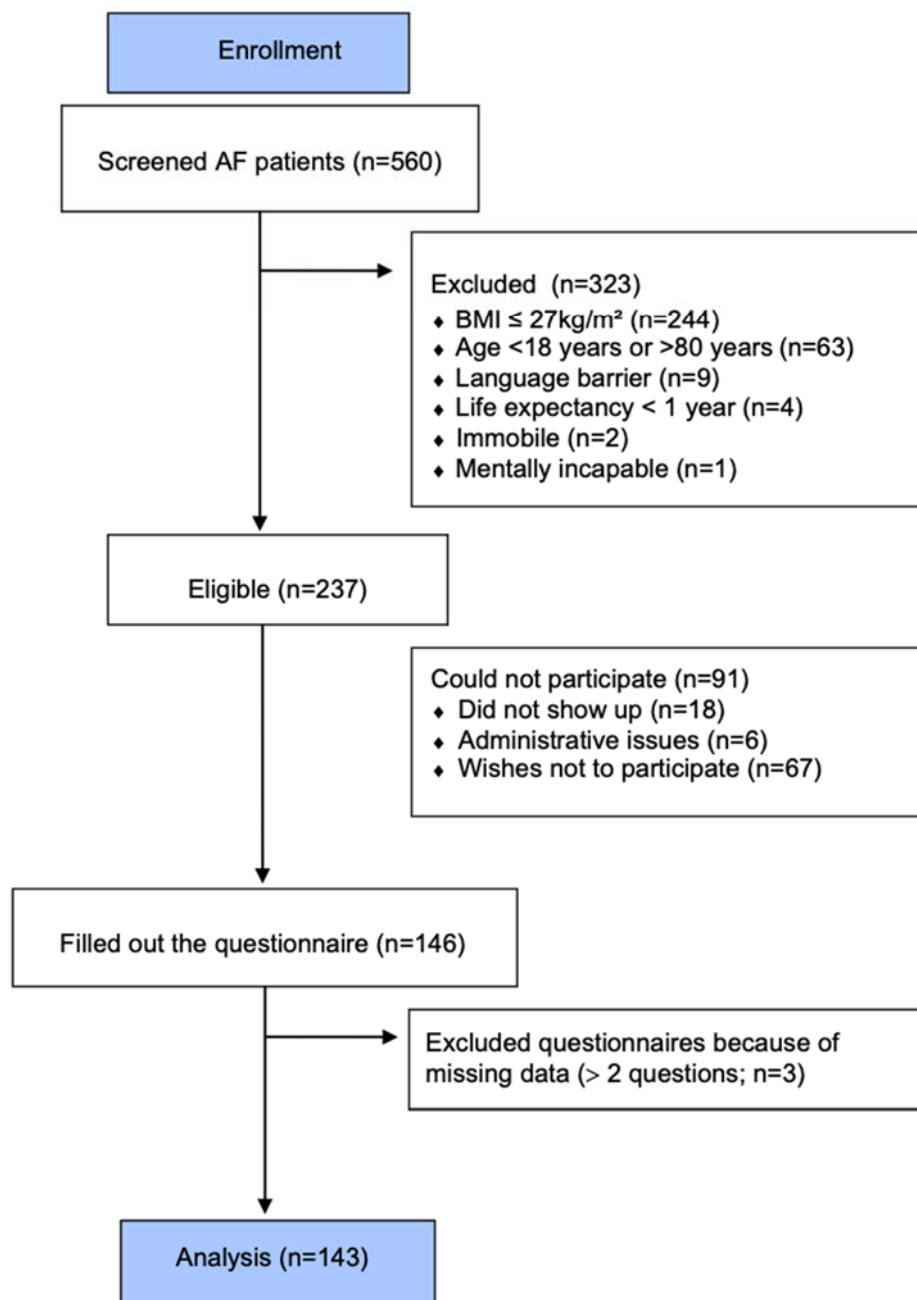 Enrollment
Screened AF patients (n=560)
Excluded  (n=323)
♦ BMI ≤ 27kg/m² (n=244)
♦ Age <18 years or >80 years (n=63)
♦ Language barrier (n=9)
♦ Life expectancy < 1 year (n=4)
♦ Immobile (n=2)
♦ Mentally incapable (n=1)
Eligible (n=237)
Could not participate (n=91)
♦ Did not show up (n=18)
♦ Administrative issues (n=6)
♦ Wishes not to participate (n=67)
Filled out the questionnaire (n=146)
Excluded questionnaires because of
missing data (> 2 questions; n=3)
Analysis (n=143)